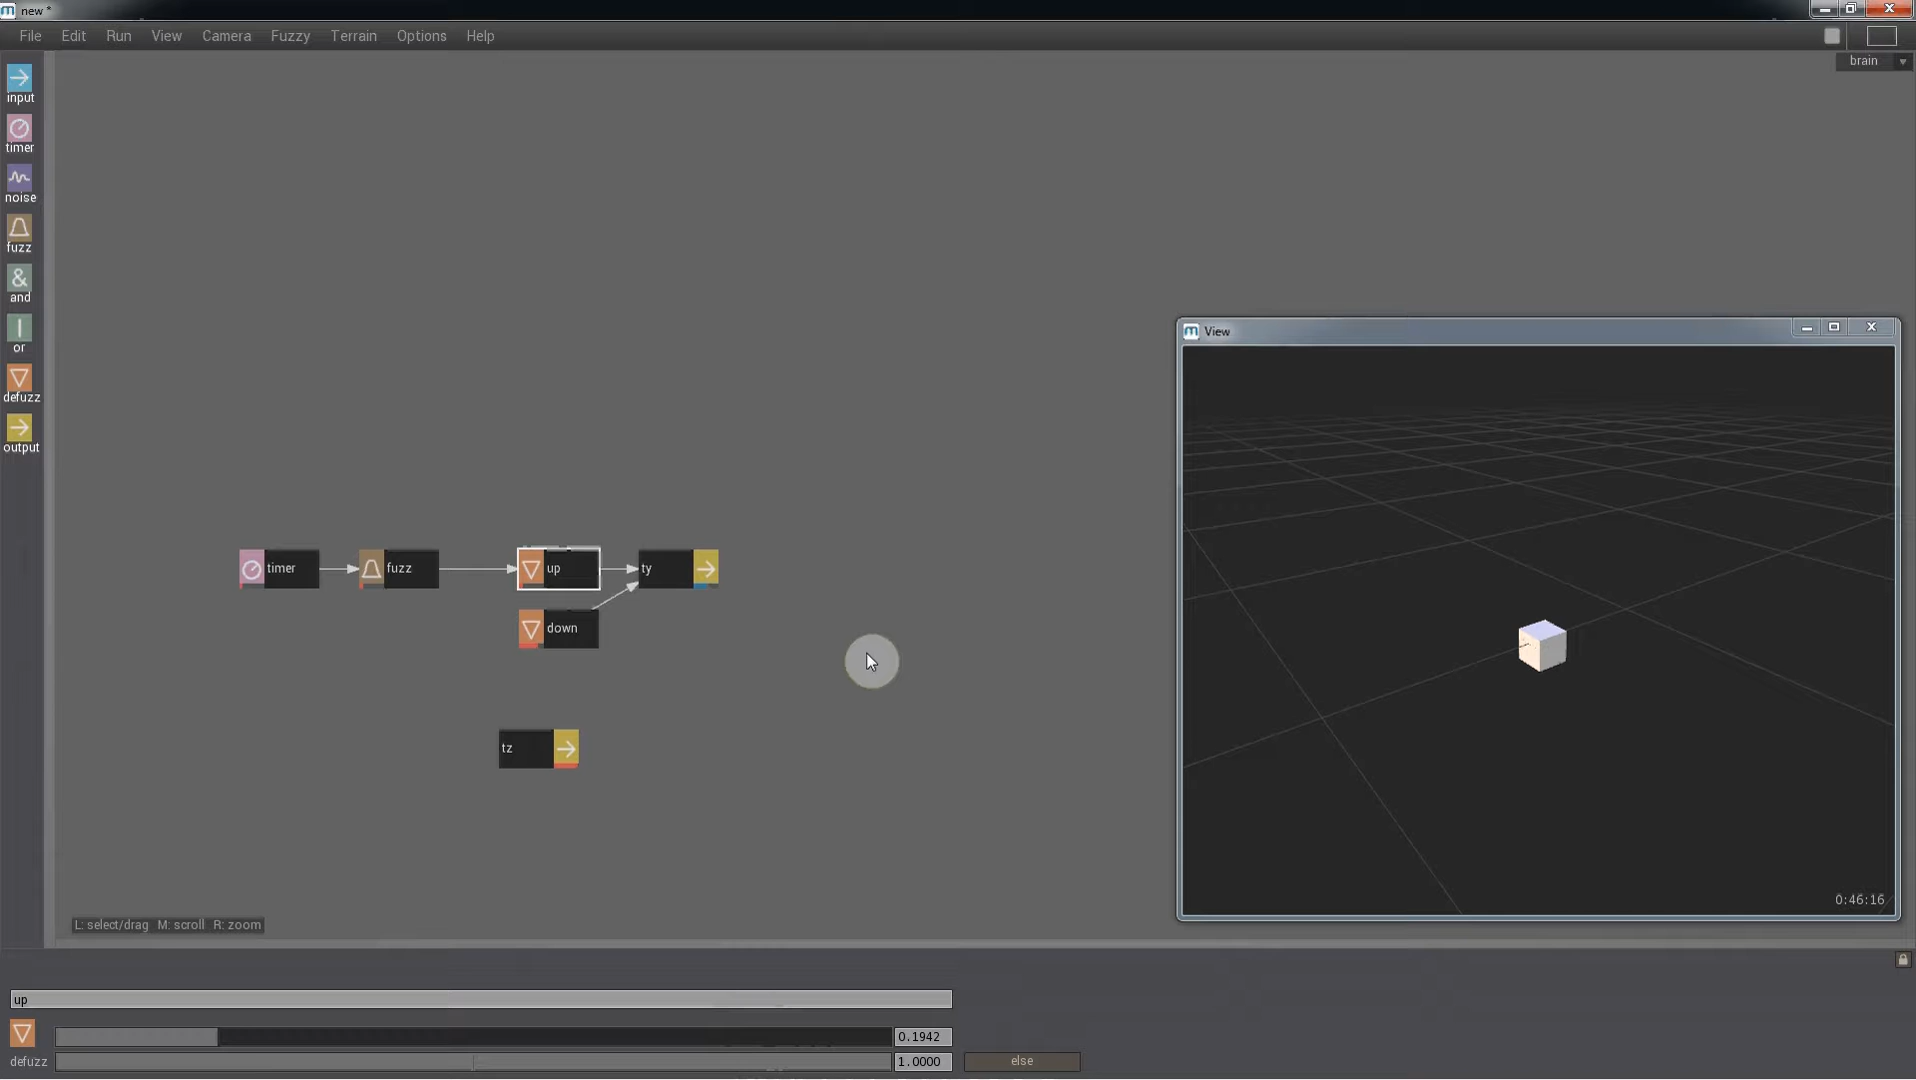 new *
File Edit Run View Camera Fuzzy Terrain Options Help
brain
input
timer
noise
fuzz
&
and
or
defuzz
output
View
timer fuzz up ty
down
tz
0:46:16
L: select/drag M: scroll R: zoom
up
0.1942
defuzz 1.0000 else